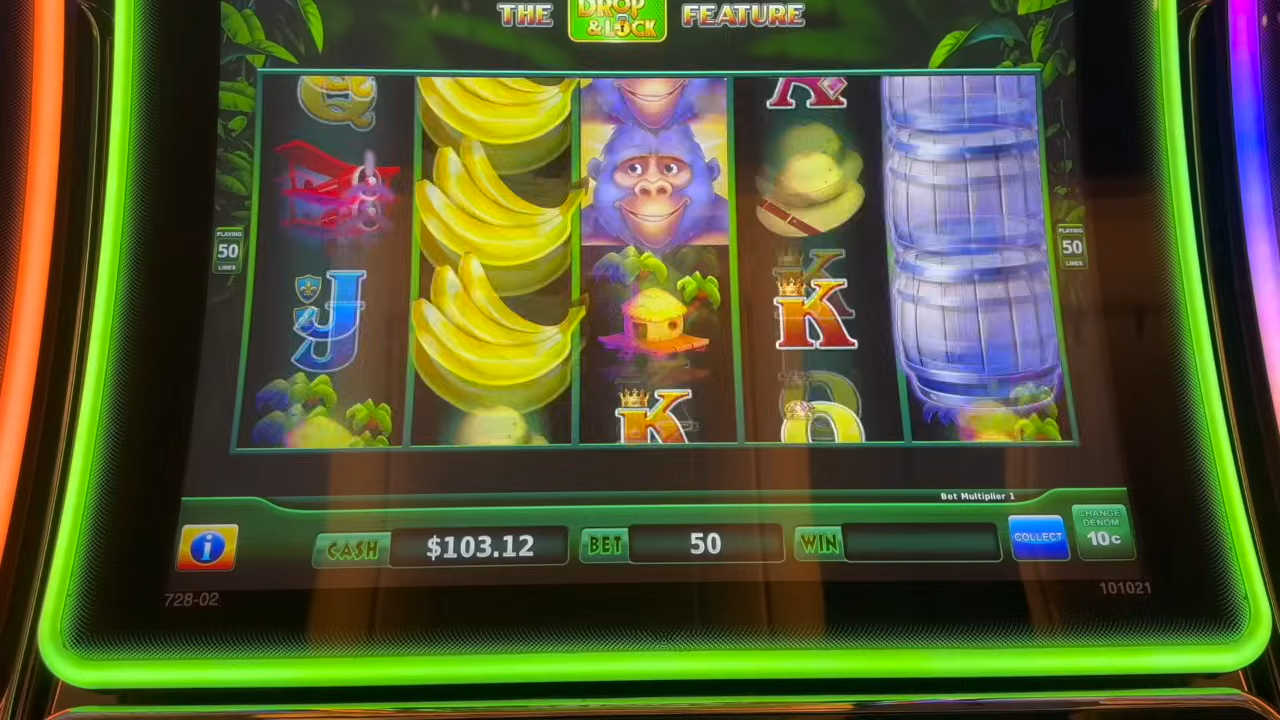 THE DROP & LOCK FEATURE
A
Q
J
K
K
Q
PLAYING 50 LINES
PLAYING 50 LINES
Bet Multiplier 1
CASH $103.12 BET 50 WIN COLLECT CHANGE DENOM 10c
728-02 101021